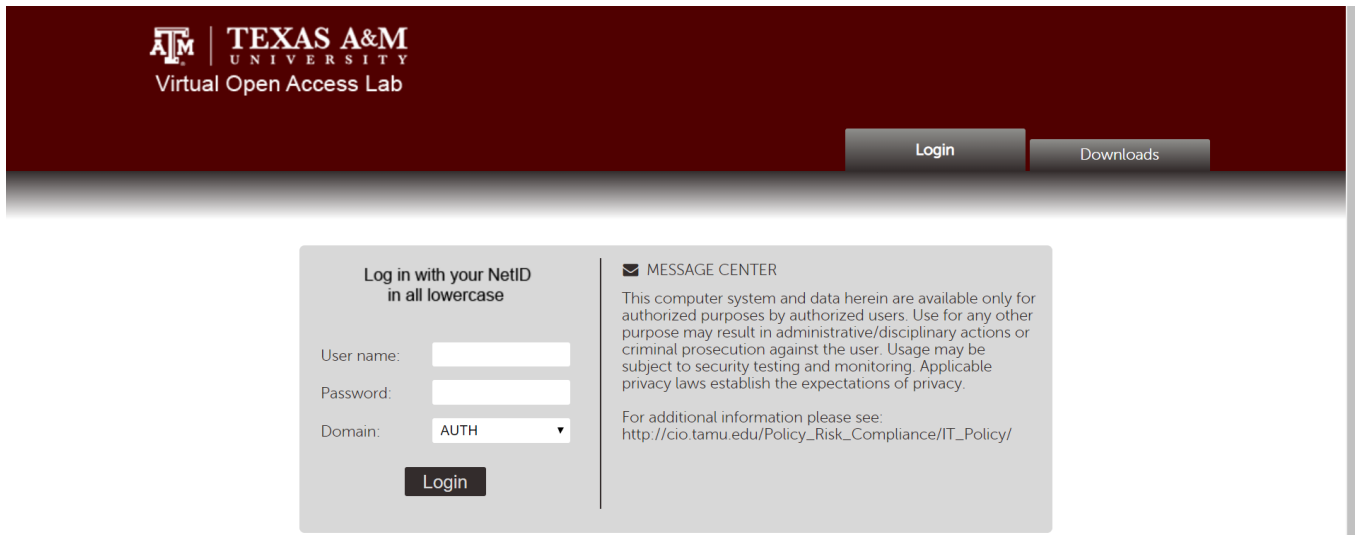 TEXAS A&M
UNIVERSITY
Virtual Open Access Lab
Login
Downloads
Log in with your NetID
in all lowercase
User name:
Password:
Domain:
AUTH
Login
MESSAGE CENTER
This computer system and data herein are available only for
authorized purposes by authorized users. Use for any other
purpose may result in administrative/disciplinary actions or
criminal prosecution against the user. Usage may be
subject to security testing and monitoring. Applicable
privacy laws establish the expectations of privacy.
For additional information please see:
http://cio.tamu.edu/Policy_Risk_Compliance/IT_Policy/